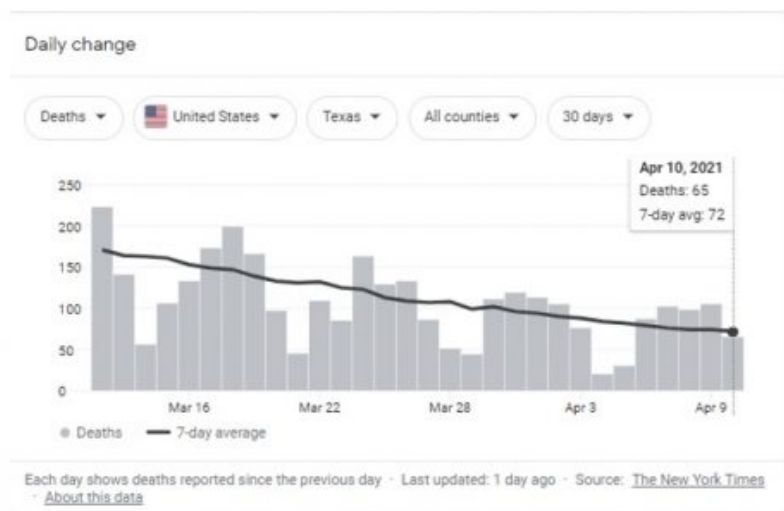 Daily change
Deaths United States Texas All counties 30 days
Apr 10, 2021
Deaths: 65
7-day avg: 72
250
200
150
100
50
0
Mar 16 Mar 22 Mar 28 Apr 3 Apr 9
Deaths 7-day average
Each day shows deaths reported since the previous day · Last updated: 1 day ago · Source: The New York Times
· About this data